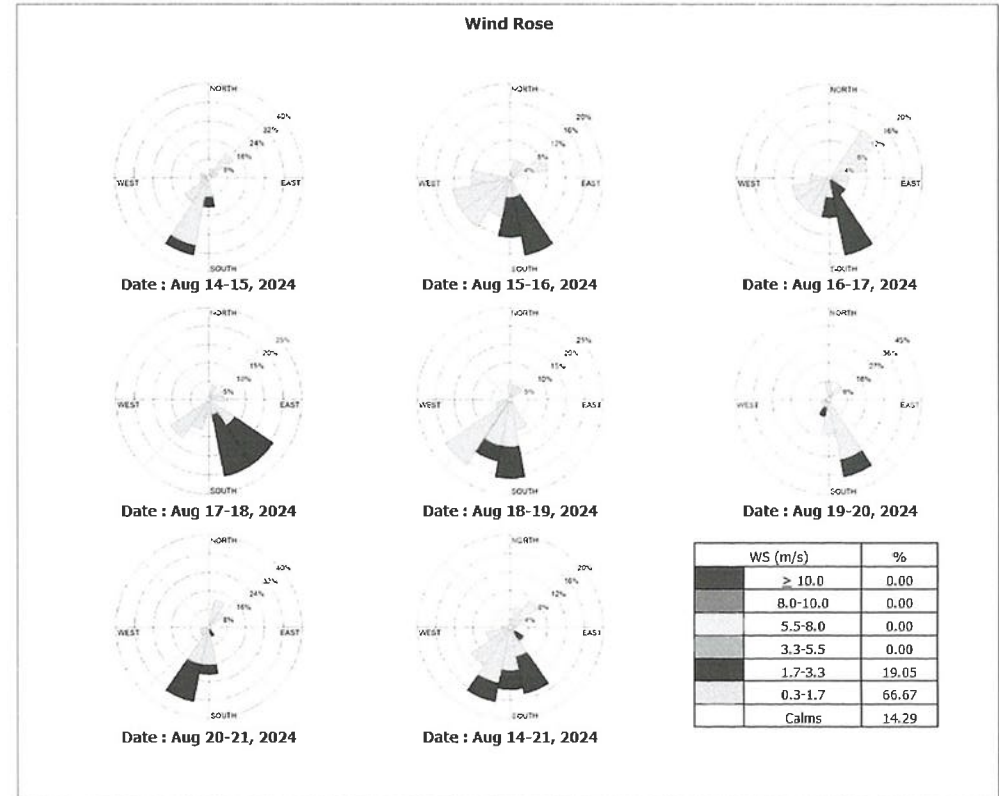 Wind Rose
NORTH
40%
32%
24%
16%
8%
WEST
EAST
SOUTH
Date : Aug 14-15, 2024
NORTH
20%
16%
12%
8%
4%
WEST
EAST
SOUTH
Date : Aug 15-16, 2024
NORTH
20%
16%
8%
4%
WEST
EAST
SOUTH
Date : Aug 16-17, 2024
NORTH
25%
20%
15%
10%
5%
WEST
EAST
SOUTH
Date : Aug 17-18, 2024
NORTH
25%
20%
15%
10%
5%
WEST
EAST
SOUTH
Date : Aug 18-19, 2024
NORTH
45%
36%
27%
18%
9%
WEST
EAST
SOUTH
Date : Aug 19-20, 2024
NORTH
40%
32%
24%
16%
8%
WEST
EAST
SOUTH
Date : Aug 20-21, 2024
NORTH
20%
16%
12%
8%
4%
WEST
EAST
SOUTH
Date : Aug 14-21, 2024
WS (m/s) %
≥ 10.0 0.00
8.0-10.0 0.00
5.5-8.0 0.00
3.3-5.5 0.00
1.7-3.3 19.05
0.3-1.7 66.67
Calms 14.29